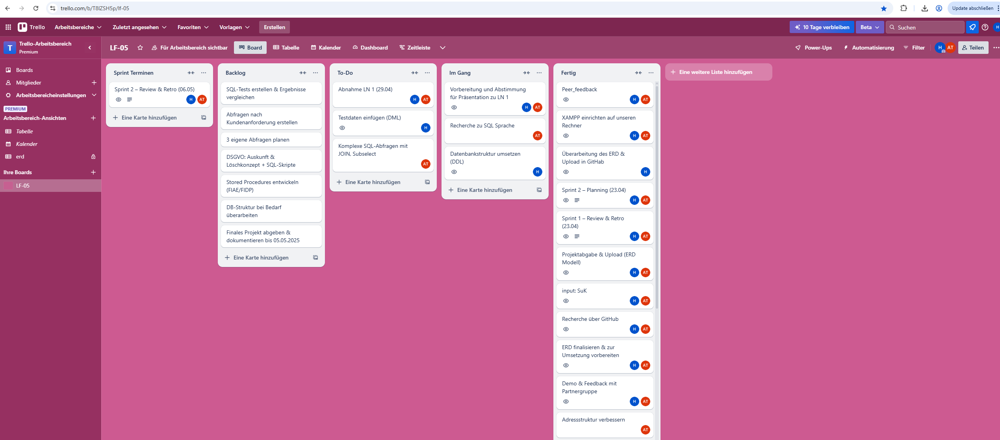 trello.com/b/T8IZSH5p/lf-05
Update abschließen
Trello
Arbeitsbereiche
Zuletzt angesehen
Favoriten
Vorlagen
Erstellen
10 Tage verbleiben
Beta
Suchen
H
T
Trello-Arbeitsbereich
Premium
LF-05
Für Arbeitsbereich sichtbar
Board
Tabelle
Kalender
Dashboard
Zeitleiste
Power-Ups
Automatisierung
Filter
H
AT
Teilen
Boards
Mitglieder
Arbeitsbereicheinstellungen
PREMIUM
Arbeitsbereich-Ansichten
Tabelle
Kalender
erd
Ihre Boards
LF-05
Sprint Terminen
Sprint 2 – Review & Retro (06.05)
H AT
Eine Karte hinzufügen
Backlog
SQL-Tests erstellen & Ergebnisse
vergleichen
Abfragen nach
Kundenanforderung erstellen
3 eigene Abfragen planen
DSGVO: Auskunft &
Löschkonzept + SQL-Skripte
Stored Procedures entwickeln
(FIAE/FIDP)
DB-Struktur bei Bedarf
überarbeiten
Finales Projekt abgeben &
dokumentieren bis 05.05.2025
Eine Karte hinzufügen
To-Do
Abnahme LN 1 (29.04)
H AT
Testdaten einfügen (DML)
H
Komplexe SQL-Abfragen mit
JOIN, Subselect
AT
Eine Karte hinzufügen
Im Gang
Vorbereitung und Abstimmung
für Präsentation zu LN 1
H AT
Recherche zu SQL Sprache
AT
Datenbankstruktur umsetzen
(DDL)
H
Eine Karte hinzufügen
Fertig
Peer_feedback
H AT
XAMPP einrichten auf unseren
Rechner
H AT
Überarbeitung des ERD &
Upload in GitHab
H
Sprint 2 – Planning (23.04)
H AT
Sprint 1 – Review & Retro
(23.04)
H AT
Projektabgabe & Upload (ERD
Modell)
H AT
input: SuK
H AT
Recherche über GitHub
H AT
ERD finalisieren & zur
Umsetzung vorbereiten
H AT
Demo & Feedback mit
Partnergruppe
H AT
Adressstruktur verbessern
AT
Eine weitere Liste hinzufügen